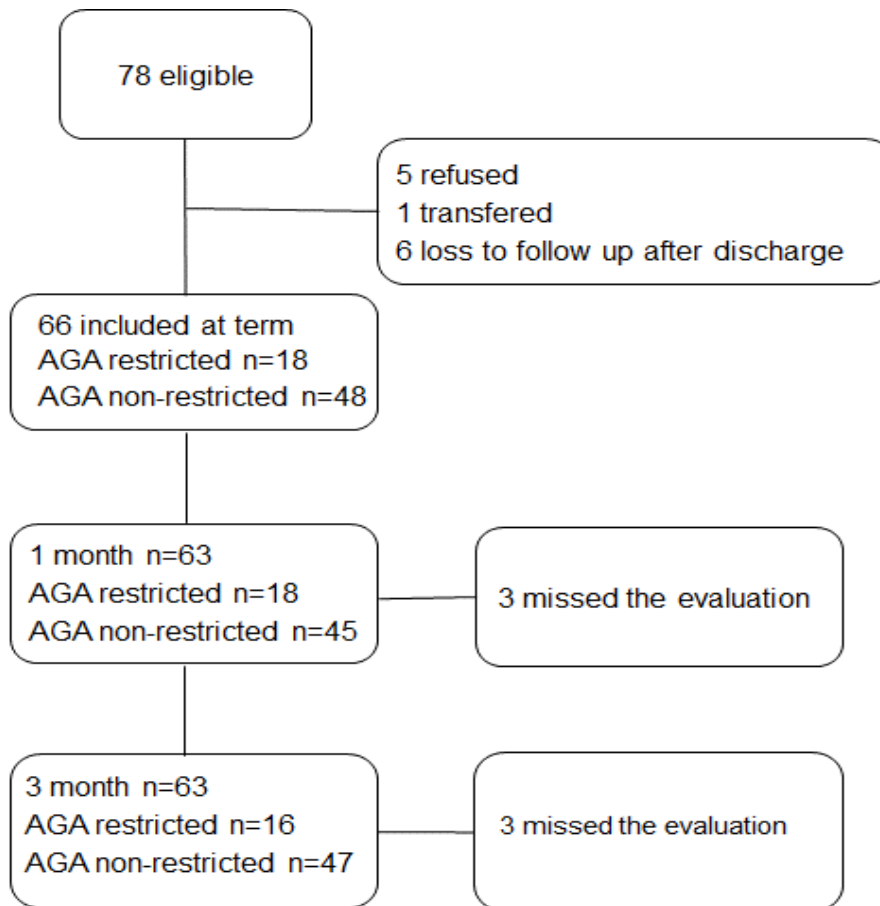 78 eligible
5 refused
1 transfered
6 loss to follow up after discharge
66 included at term
AGA restricted n=18
AGA non-restricted n=48
1 month n=63
AGA restricted n=18
AGA non-restricted n=45
3 missed the evaluation
3 month n=63
AGA restricted n=16
AGA non-restricted n=47
3 missed the evaluation